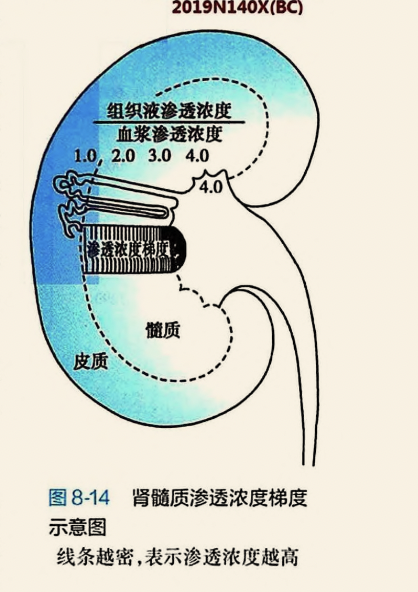 2019N140X(BC)
组织液渗透浓度
血浆渗透浓度
1.0 2.0 3.0 4.0
4.0
渗透浓度梯度
髓质
皮质
图 8-14 肾髓质渗透浓度梯度
示意图
线条越密,表示渗透浓度越高